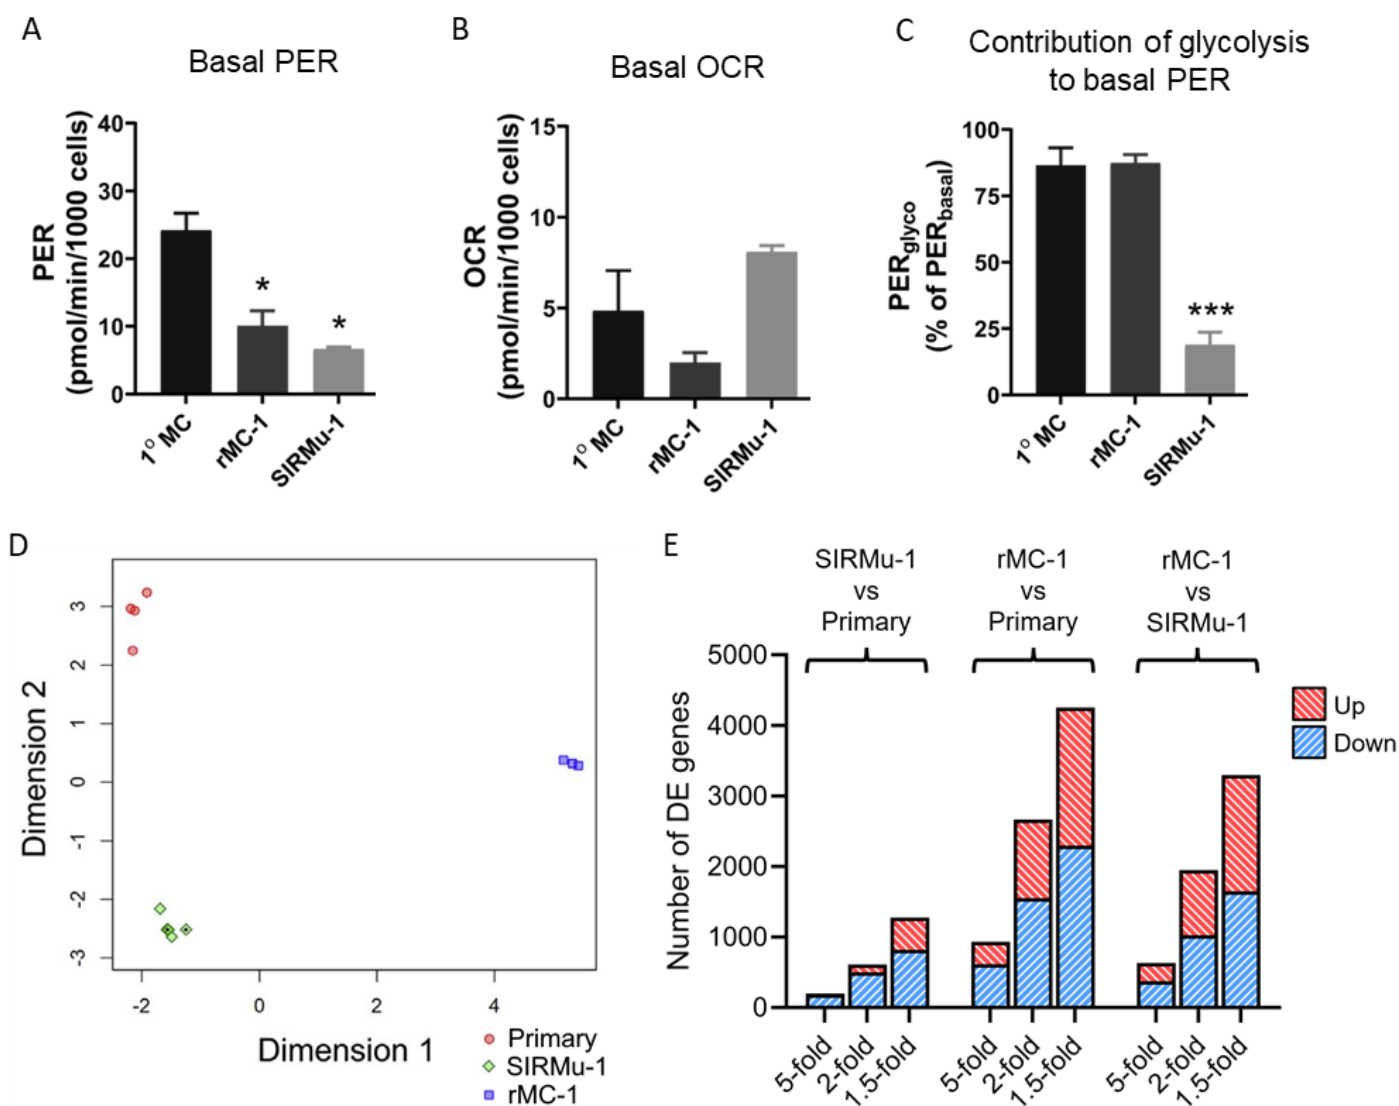 A
Basal PER
PER
(pmol/min/1000 cells)
40
30
20
10
0
*
*
1° MC
rMC-1
SIRMu-1
B
Basal OCR
OCR
(pmol/min/1000 cells)
15
10
5
0
1° MC
rMC-1
SIRMu-1
C
Contribution of glycolysis
to basal PER
PERglyco
(% of PERbasal)
100
75
50
25
0
***
1° MC
rMC-1
SIRMu-1
D
Dimension 2
3
2
1
0
-1
-2
-3
-2 0 2 4
Dimension 1
Primary
SIRMu-1
rMC-1
E
SIRMu-1
vs
Primary
rMC-1
vs
Primary
rMC-1
vs
SIRMu-1
Number of DE genes
5000
4000
3000
2000
1000
0
5-fold
2-fold
1.5-fold
5-fold
2-fold
1.5-fold
5-fold
2-fold
1.5-fold
Up
Down